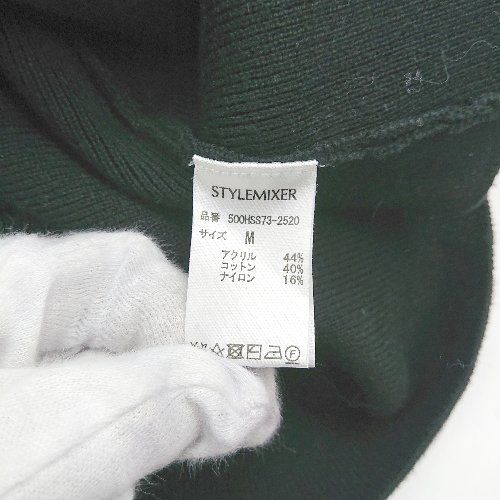 STYLEMIXER
品番 500HSS73-2520
サイズ M
アクリル 44%
コットン 40%
ナイロン 16%